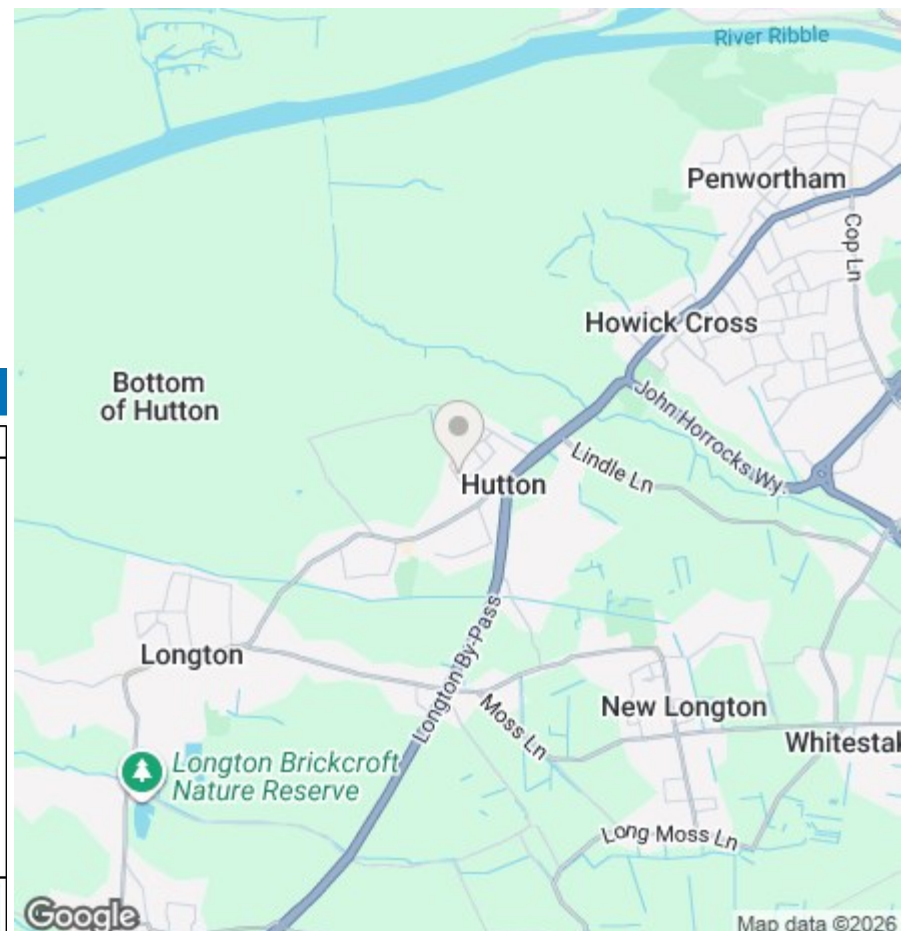 River Ribble
Penwortham
Cop Ln
Howick Cross
Bottom
of Hutton
John Horrocks Wy.
Lindle Ln
Hutton
Longton By-Pass
Longton
Moss Ln
New Longton
Whitestak
Longton Brickcroft
Nature Reserve
Long Moss Ln
Google
Map data ©2026